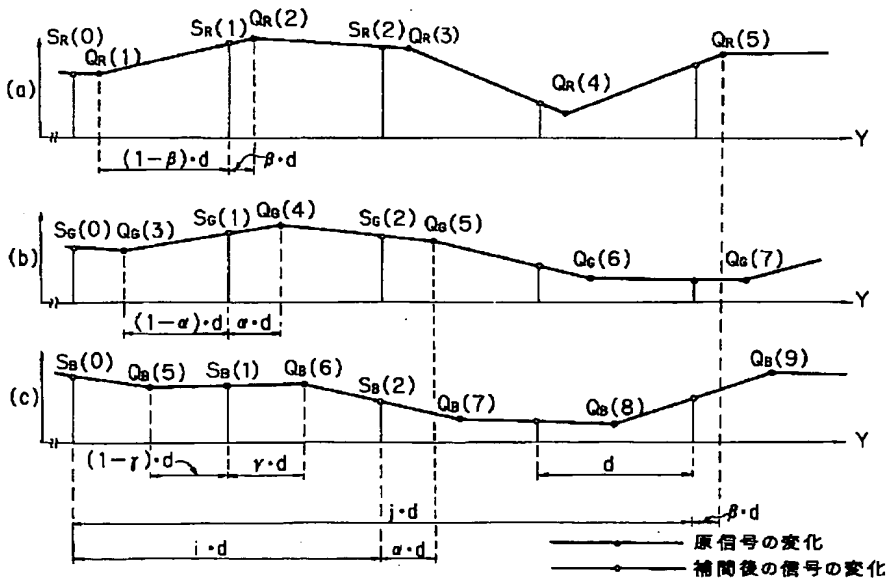 SR(0) QR(1) SR(1) QR(2) SR(2) QR(3) QR(4) QR(5)
(a)
Y
(1-β)・d β・d
SG(0) QG(3) SG(1) QG(4) SG(2) QG(5) QG(6) QG(7)
(b)
Y
(1-α)・d α・d
SB(0) QB(5) SB(1) QB(6) SB(2) QB(7) QB(8) QB(9)
(c)
Y
(1-γ)・d γ・d d
j・d β・d
i・d α・d
原信号の変化
補間後の信号の変化